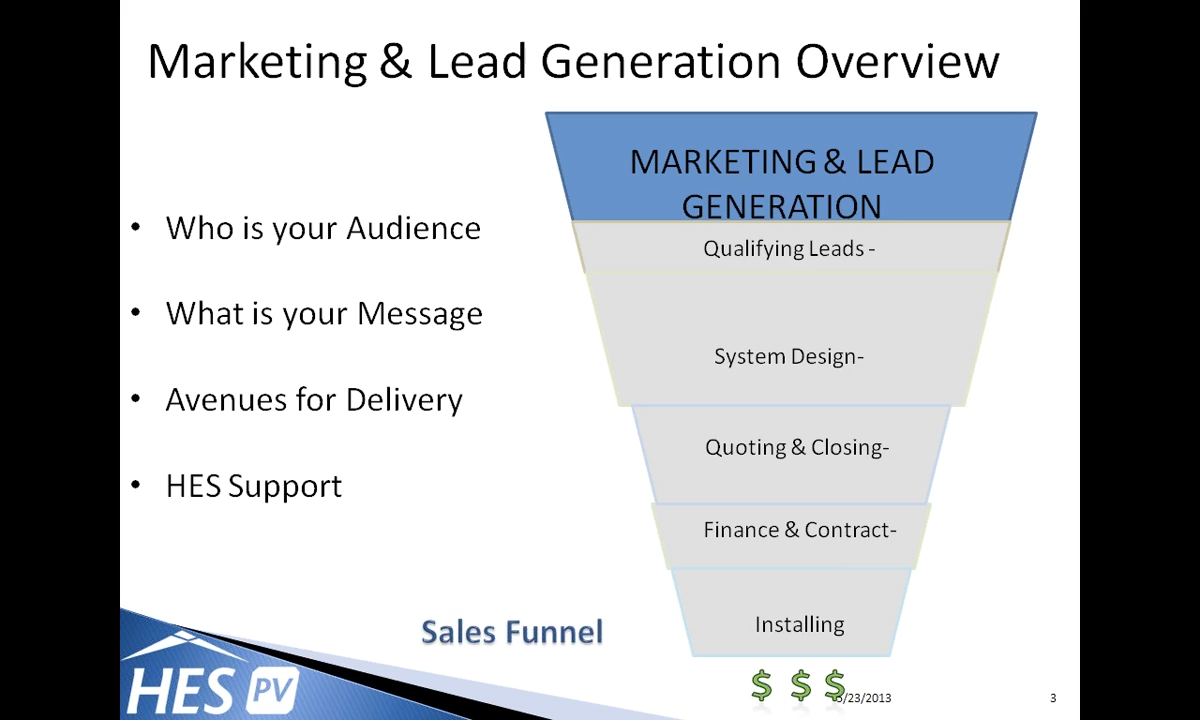 Marketing & Lead Generation Overview
• Who is your Audience
• What is your Message
• Avenues for Delivery
• HES Support
MARKETING & LEAD
GENERATION
Qualifying Leads -
System Design-
Quoting & Closing-
Finance & Contract-
Installing
Sales Funnel
$ $ $
/23/2013
3
HES PV